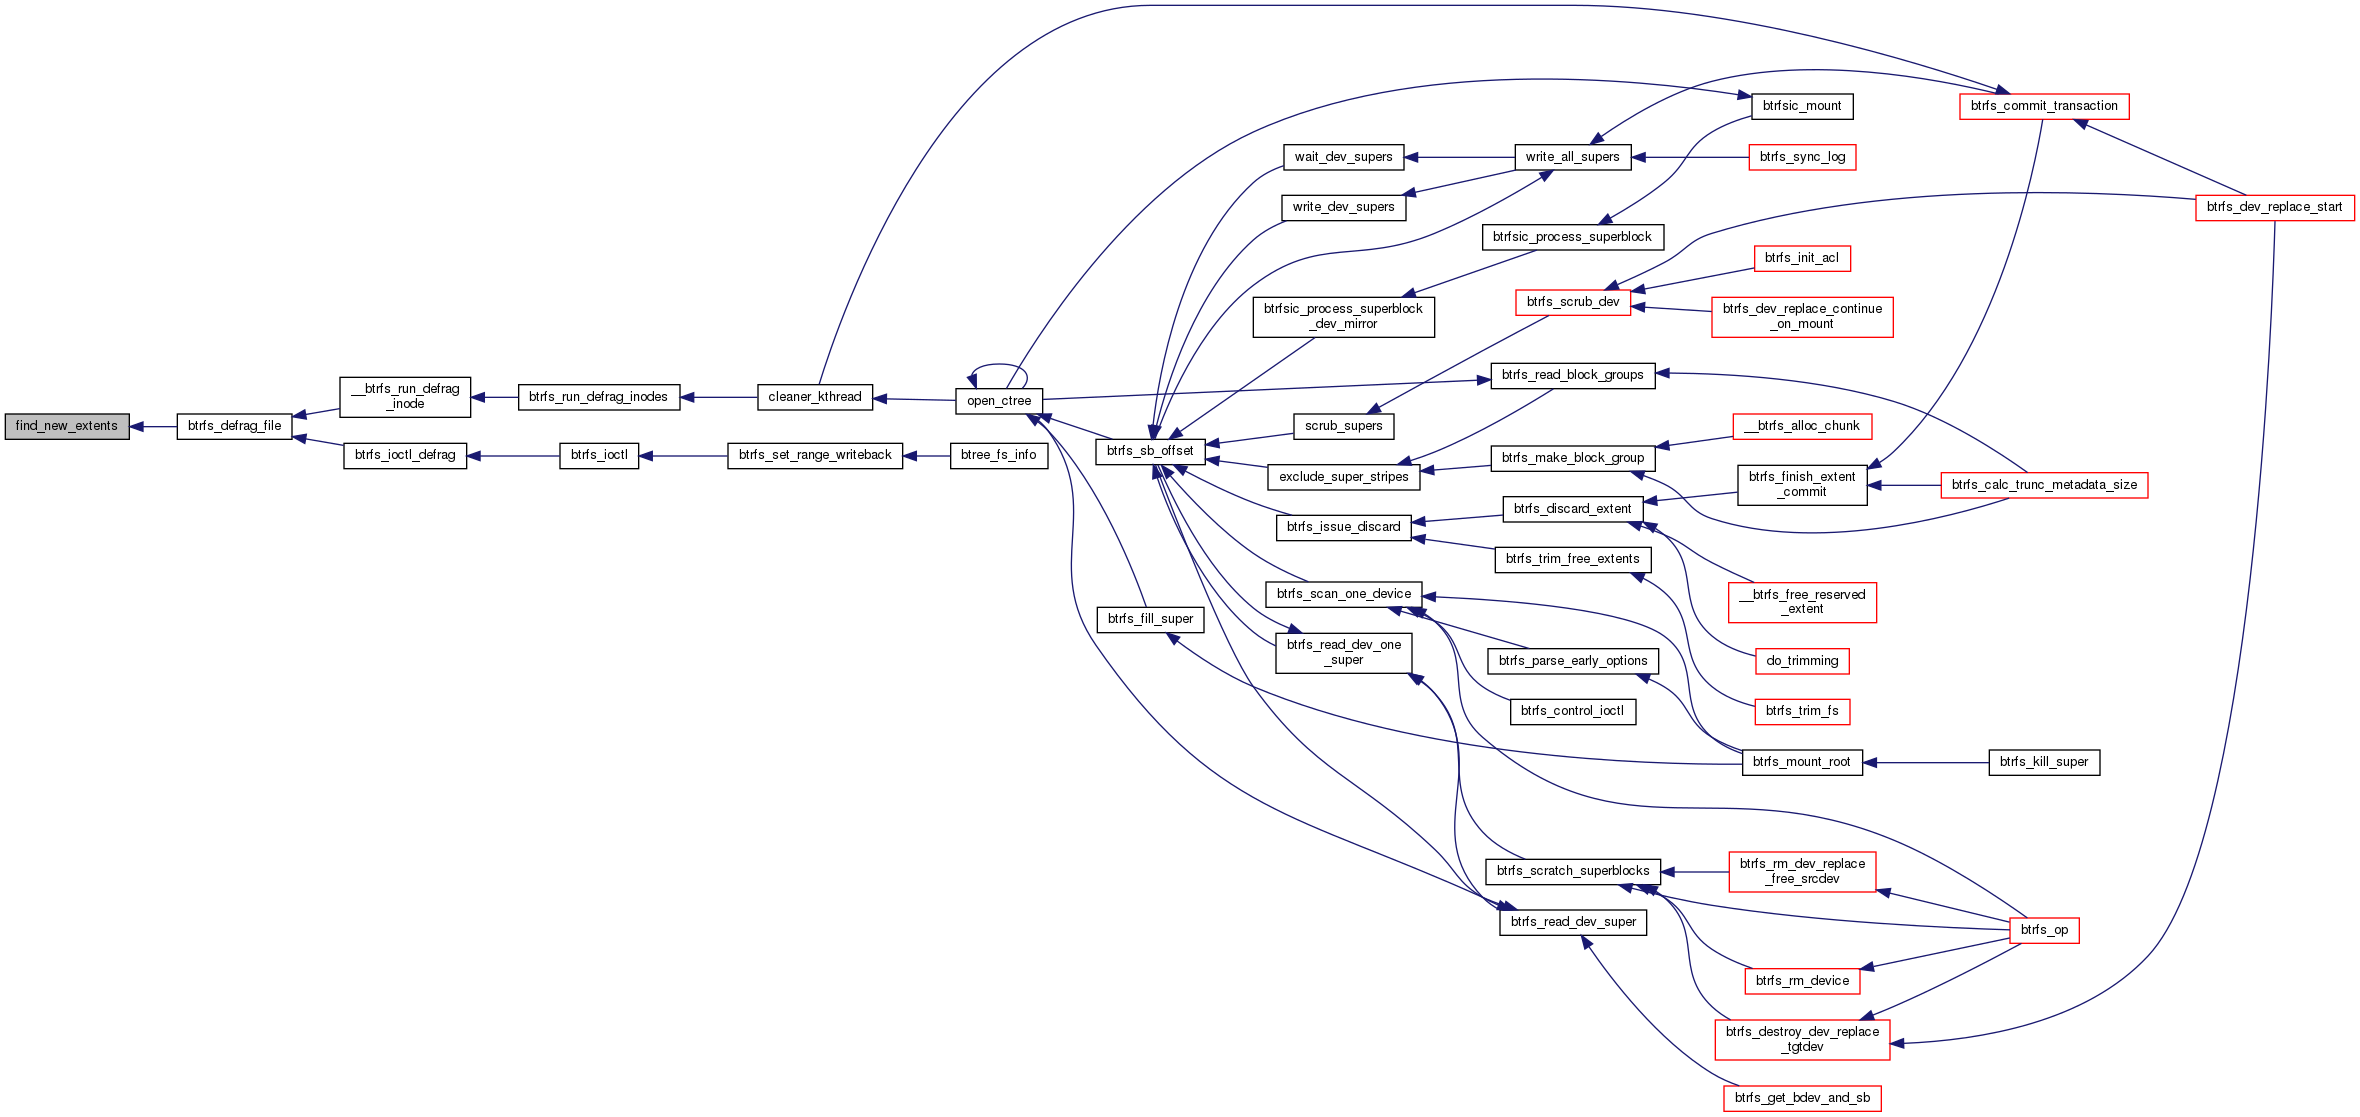 find_new_extents
btrfs_defrag_file
__btrfs_run_defrag
_inode
btrfs_ioctl_defrag
btrfs_run_defrag_inodes
btrfs_ioctl
cleaner_kthread
btrfs_set_range_writeback
open_ctree
btree_fs_info
btrfs_sb_offset
btrfs_fill_super
wait_dev_supers
write_dev_supers
btrfsic_process_superblock
_dev_mirror
scrub_supers
exclude_super_stripes
btrfs_issue_discard
btrfs_scan_one_device
btrfs_read_dev_one
_super
write_all_supers
btrfsic_process_superblock
btrfs_scrub_dev
btrfs_read_block_groups
btrfs_make_block_group
btrfs_discard_extent
btrfs_trim_free_extents
btrfs_parse_early_options
btrfs_control_ioctl
btrfs_scratch_superblocks
btrfs_read_dev_super
btrfsic_mount
btrfs_sync_log
btrfs_init_acl
btrfs_dev_replace_continue
_on_mount
__btrfs_alloc_chunk
btrfs_finish_extent
_commit
__btrfs_free_reserved
_extent
do_trimming
btrfs_trim_fs
btrfs_mount_root
btrfs_rm_dev_replace
_free_srcdev
btrfs_rm_device
btrfs_destroy_dev_replace
_tgtdev
btrfs_get_bdev_and_sb
btrfs_commit_transaction
btrfs_calc_trunc_metadata_size
btrfs_kill_super
btrfs_op
btrfs_dev_replace_start